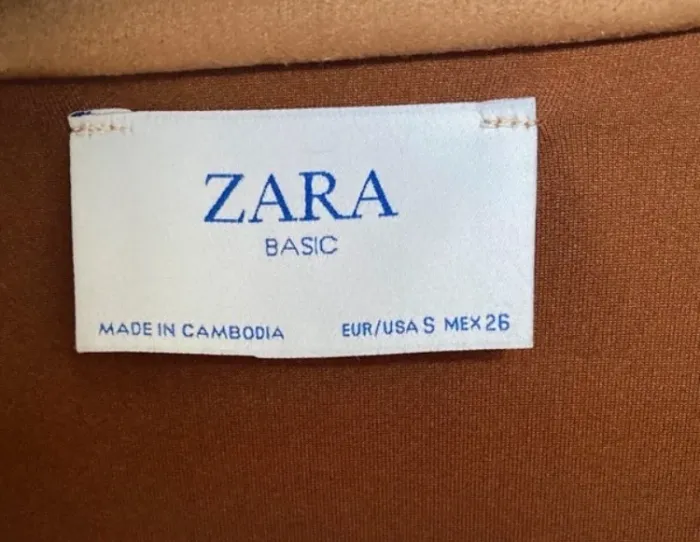 ZARA
BASIC
MADE IN CAMBODIA EUR/USA S MEX 26